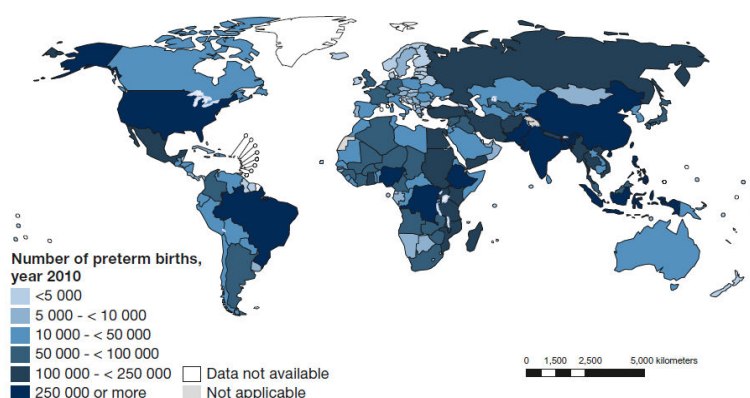 Number of preterm births,
year 2010
<5 000
5 000 - < 10 000
10 000 - < 50 000
50 000 - < 100 000
100 000 - < 250 000
250 000 or more
Data not available
Not applicable
0 1,500 2,500 5,000 kilometers